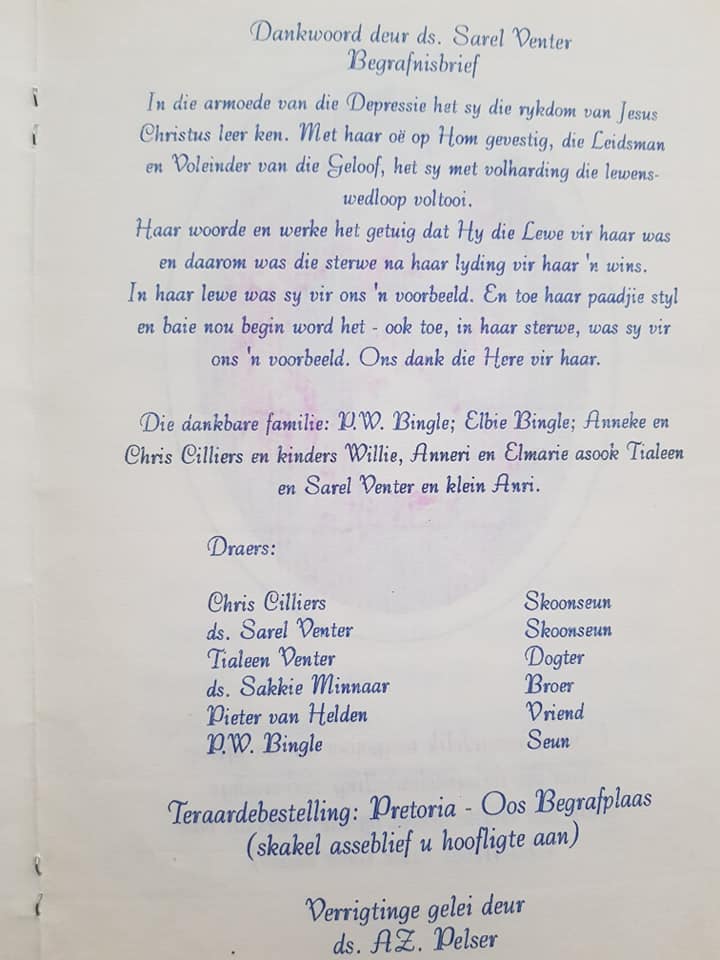 Dankwoord deur ds. Sarel Venter
Begrafnisbrief
In die armoede van die Depressie het sy die rykdom van Jesus
Christus leer ken. Met haar oë op Hom gevestig, die Leidsman
en Voleinder van die Geloof, het sy met volharding die lewens-
wedloop voltooi.
Haar woorde en werke het getuig dat Hy die Lewe vir haar was
en daarom was die sterwe na haar lyding vir haar 'n wins.
In haar lewe was sy vir ons 'n voorbeeld. En toe haar paadjie styl
en baie nou begin word het - ook toe, in haar sterwe, was sy vir
ons 'n voorbeeld. Ons dank die Here vir haar.
Die dankbare familie: P.W. Bingle; Elbie Bingle; Anneke en
Chris Cilliers en kinders Willie, Anneri en Elmarie asook Tialeen
en Sarel Venter en klein Anri.
Draers:
Chris Cilliers Skoonseun
ds. Sarel Venter Skoonseun
Tialeen Venter Dogter
ds. Sakkie Minnaar Broer
Pieter van Helden Vriend
P.W. Bingle Seun
Teraardebestelling: Pretoria - Oos Begrafplaas
(skakel asseblief u hoofligte aan)
Verrigtinge gelei deur
ds. AZ. Pelser